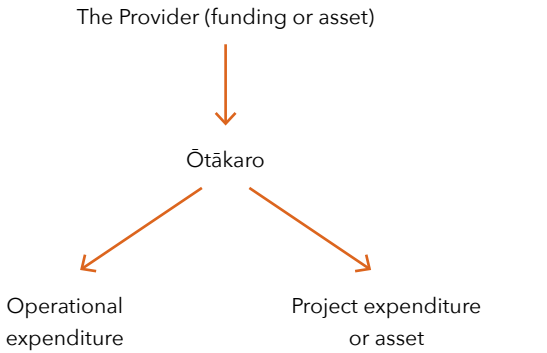 The Provider (funding or asset)
Ōtākaro
Operational
expenditure
Project expenditure
or asset